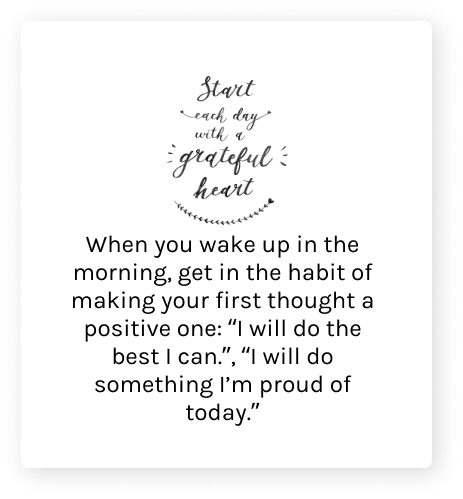 Start
each day
with a
grateful
heart
When you wake up in the
morning, get in the habit of
making your first thought a
positive one: “I will do the
best I can.”, “I will do
something I’m proud of
today.”